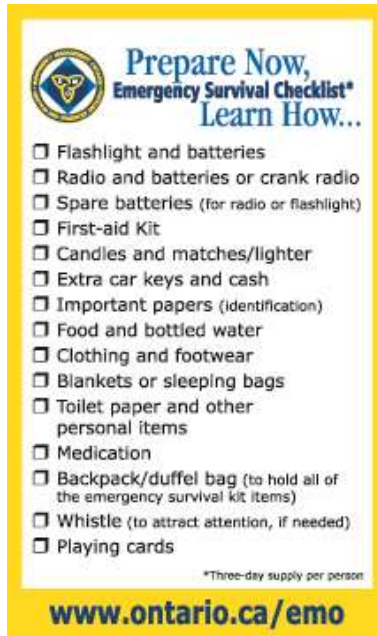 Prepare Now,
Emergency Survival Checklist*
Learn How...
Flashlight and batteries
Radio and batteries or crank radio
Spare batteries (for radio or flashlight)
First-aid Kit
Candles and matches/lighter
Extra car keys and cash
Important papers (identification)
Food and bottled water
Clothing and footwear
Blankets or sleeping bags
Toilet paper and other
personal items
Medication
Backpack/duffel bag (to hold all of
the emergency survival kit items)
Whistle (to attract attention, if needed)
Playing cards
*Three-day supply per person
www.ontario.ca/emo